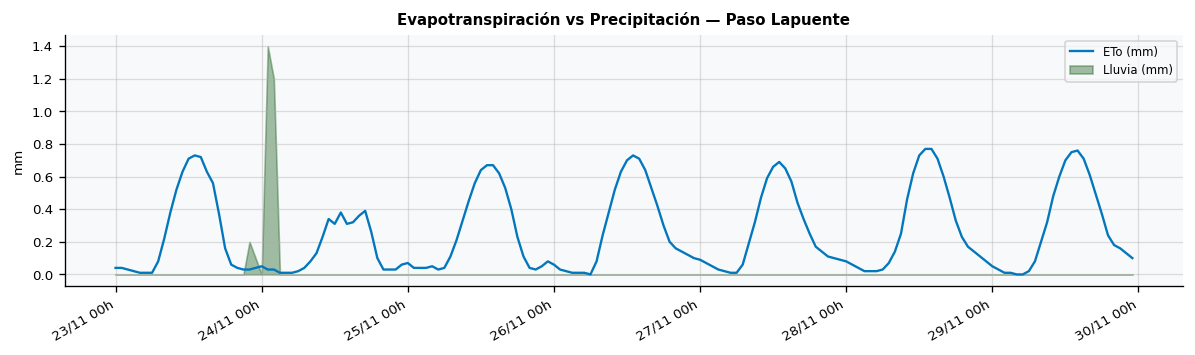 Evapotranspiración vs Precipitación — Paso Lapuente
ETo (mm)
Lluvia (mm)
mm
1.4
1.2
1.0
0.8
0.6
0.4
0.2
0.0
23/11 00h
24/11 00h
25/11 00h
26/11 00h
27/11 00h
28/11 00h
29/11 00h
30/11 00h